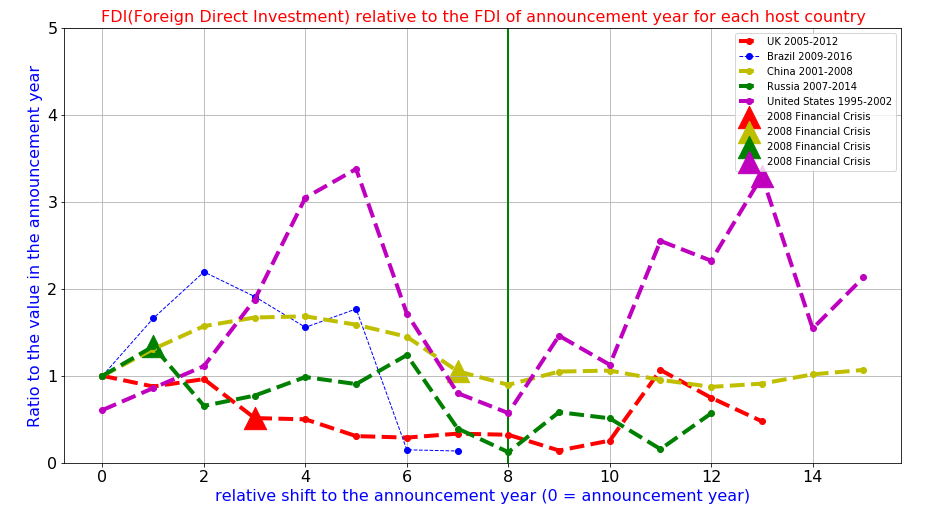 FDI(Foreign Direct Investment) relative to the FDI of announcement year for each host country
Ratio to the value in the announcement year
5
4
3
2
1
0
UK 2005-2012
Brazil 2009-2016
China 2001-2008
Russia 2007-2014
United States 1995-2002
2008 Financial Crisis
2008 Financial Crisis
2008 Financial Crisis
2008 Financial Crisis
0 2 4 6 8 10 12 14
relative shift to the announcement year (0 = announcement year)